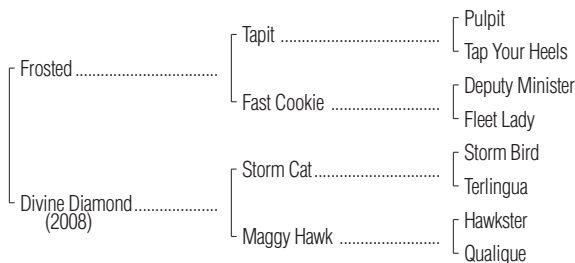 Pulpit
Tapit
Tap Your Heels
Frosted
Deputy Minister
Fast Cookie
Fleet Lady
Storm Bird
Storm Cat
Terlingua
Divine Diamond
(2008)
Hawkster
Maggy Hawk
Qualique